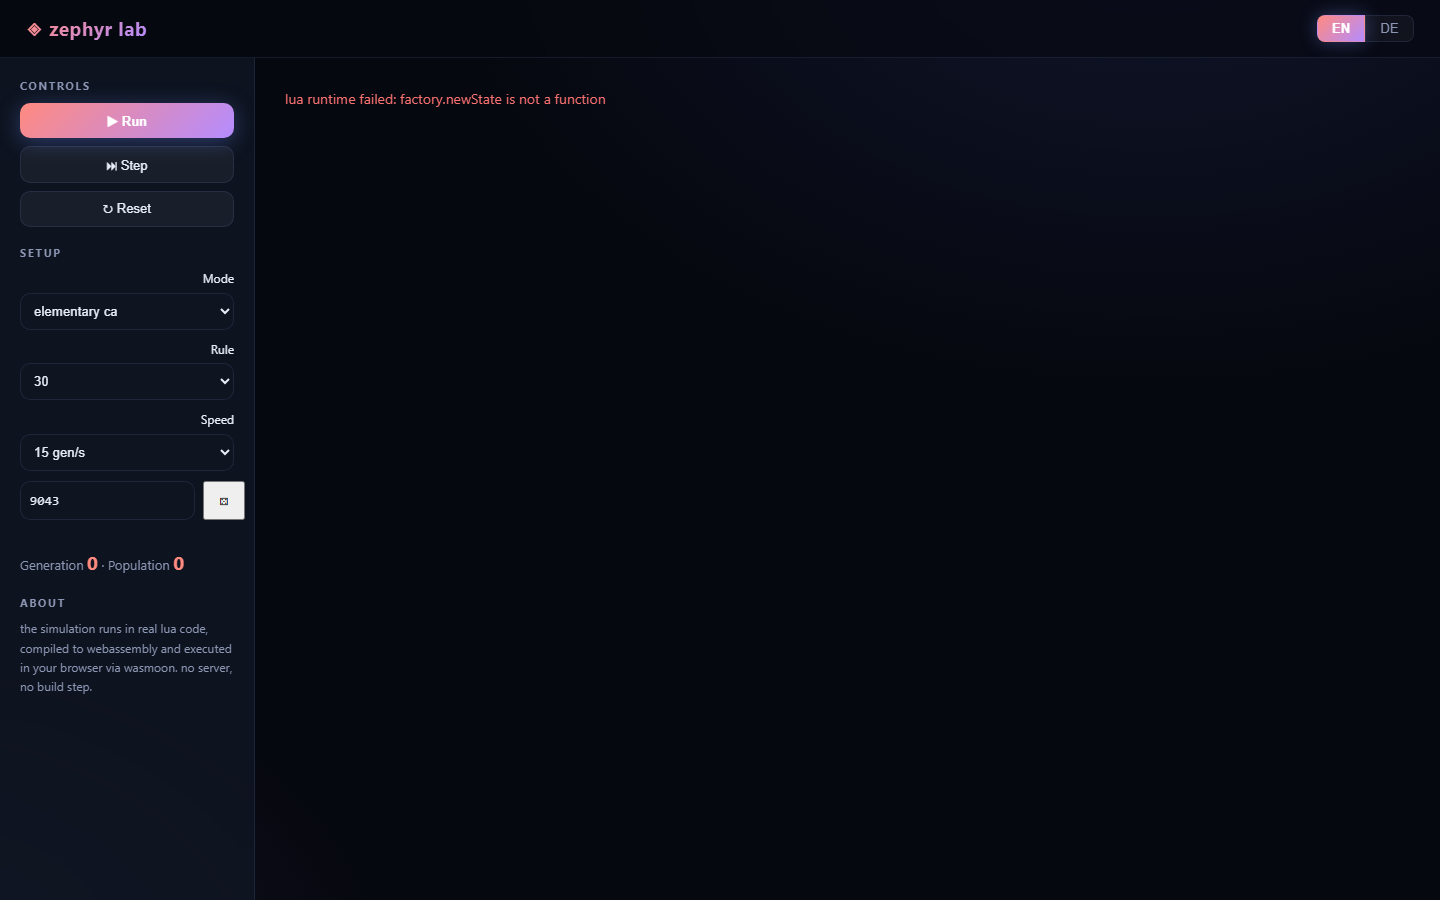 ◈ zephyr lab
EN DE
CONTROLS
▶ Run
⏭ Step
↻ Reset
SETUP
Mode
elementary ca
Rule
30
Speed
15 gen/s
9043
Generation 0 · Population 0
ABOUT
the simulation runs in real lua code,
compiled to webassembly and executed
in your browser via wasmoon. no server,
no build step.
lua runtime failed: factory.newState is not a function